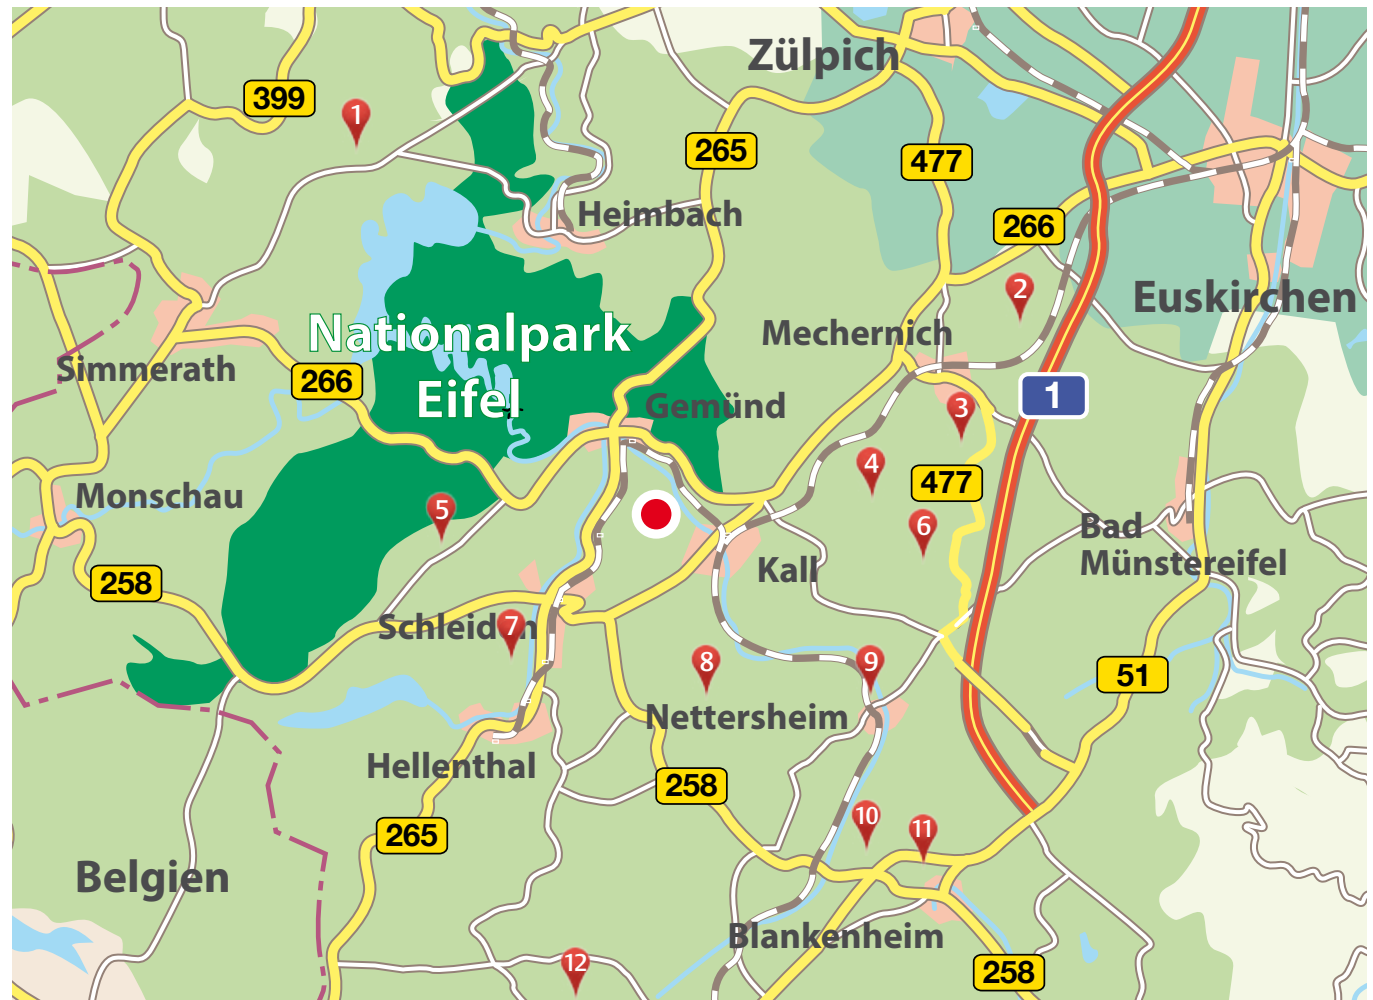 Zülpich
399
1
265
477
Heimbach
266
2
Euskirchen
Nationalpark
Eifel
Mechernich
Simmerath
266
1
Gemünd
3
4
477
Monschau
5
6
Bad
Münstereifel
258
Kall
Schleiden
7
8
9
51
Nettersheim
Hellenthal
258
265
10
11
Belgien
Blankenheim
12
258